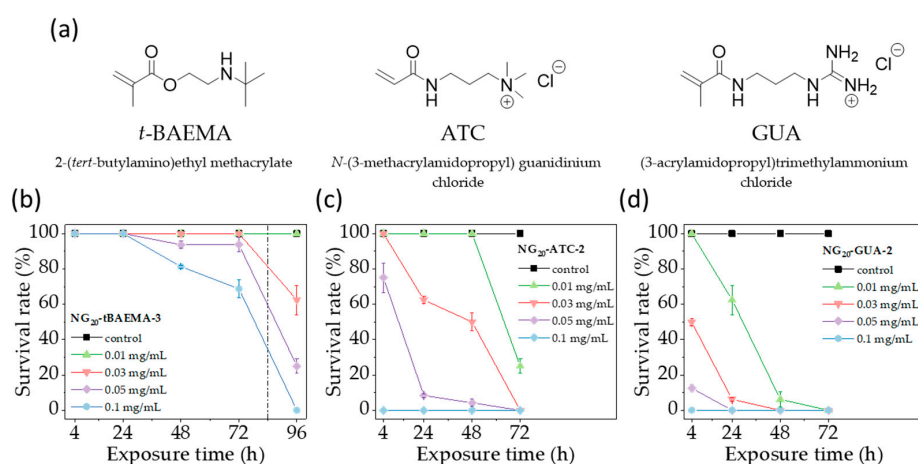 (a)
O
O
H
N
t-BAEMA
2-(tert-butylamino)ethyl methacrylate
O
N
H
N
⊕
Cl⊖
ATC
N-(3-methacrylamidopropyl) guanidinium
chloride
O
N
H
N
H
NH2
NH2
⊕
Cl⊖
GUA
(3-acrylamidopropyl)trimethylammonium
chloride
(b)
Survival rate (%)
100
80
60
40
20
0
NG20-tBAEMA-3
control
0.01 mg/mL
0.03 mg/mL
0.05 mg/mL
0.1 mg/mL
4 24 48 72 96
Exposure time (h)
(c)
Survival rate (%)
100
80
60
40
20
0
NG20-ATC-2
control
0.01 mg/mL
0.03 mg/mL
0.05 mg/mL
0.1 mg/mL
4 24 48 72
Exposure time (h)
(d)
Survival rate (%)
100
80
60
40
20
0
NG20-GUA-2
control
0.01 mg/mL
0.03 mg/mL
0.05 mg/mL
0.1 mg/mL
4 24 48 72
Exposure time (h)